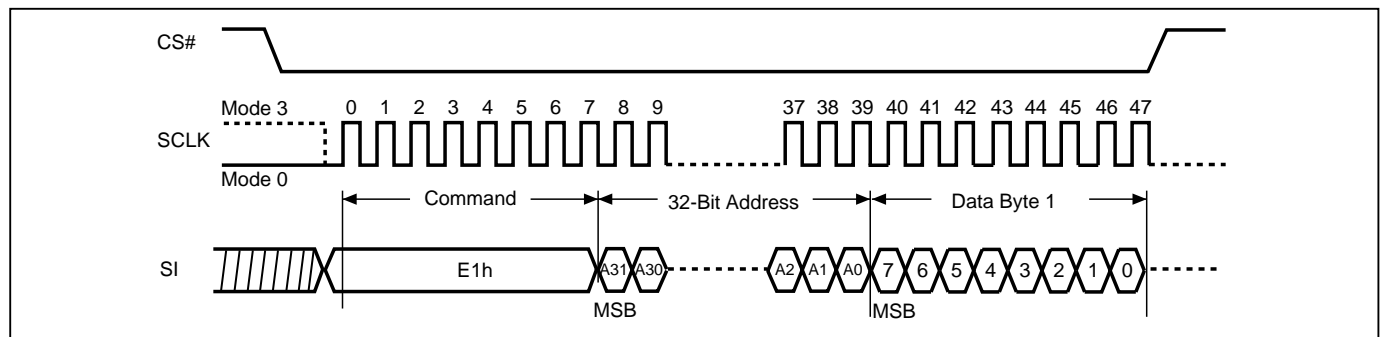 CS#
Mode 3 0 1 2 3 4 5 6 7 8 9 37 38 39 40 41 42 43 44 45 46 47
SCLK
Mode 0
Command 32-Bit Address Data Byte 1
SI E1h A31 A30 A2 A1 A0 7 6 5 4 3 2 1 0
MSB MSB